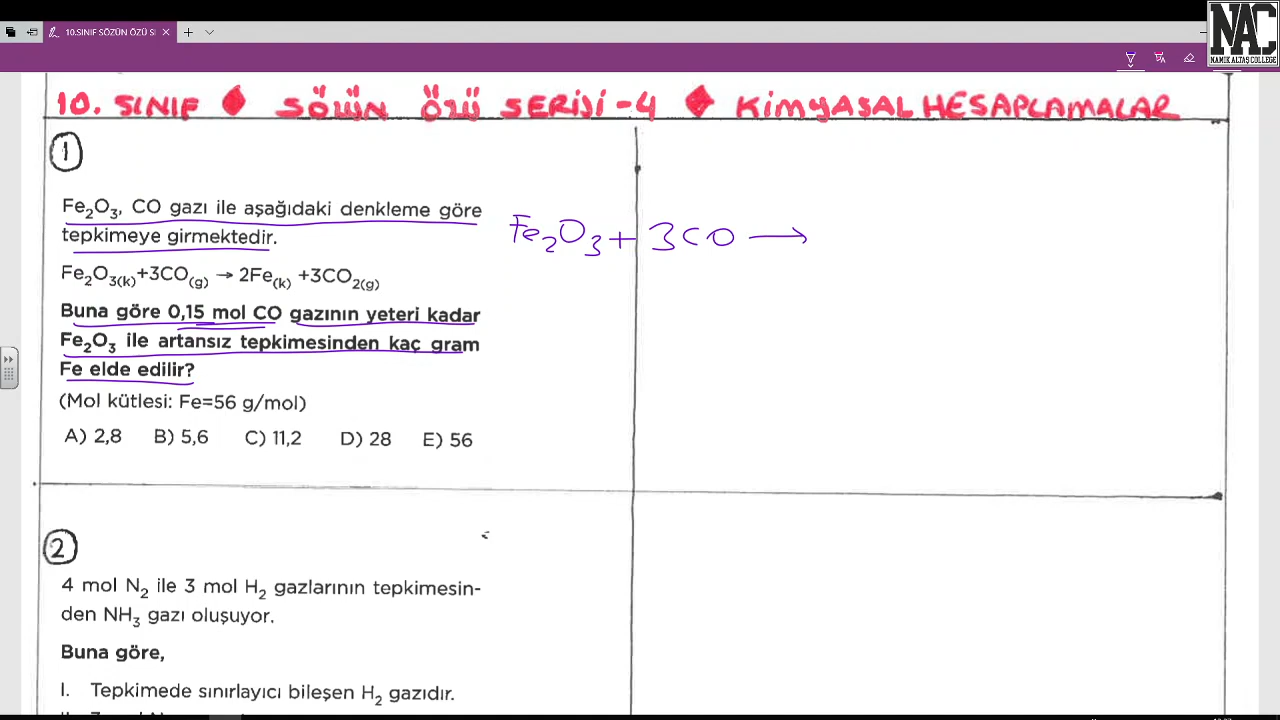 10.SINIF SÖZÜN ÖZÜ SI
NAC
NAMIK ALTAŞ COLLEGE
10. SINIF ♦ SÖZÜN ÖZÜ SERİSİ-4 ♦ KİMYASAL HESAPLAMALAR
1
Fe₂O₃, CO gazı ile aşağıdaki denkleme göre
tepkimeye girmektedir.
Fe₂O₃(k)+3CO(g) → 2Fe(k) +3CO₂(g)
Buna göre 0,15 mol CO gazının yeteri kadar
Fe₂O₃ ile artansız tepkimesinden kaç gram
Fe elde edilir?
(Mol kütlesi: Fe=56 g/mol)
A) 2,8 B) 5,6 C) 11,2 D) 28 E) 56
Fe₂O₃ + 3CO →
2
4 mol N₂ ile 3 mol H₂ gazlarının tepkimesin-
den NH₃ gazı oluşuyor.
Buna göre,
I. Tepkimede sınırlayıcı bileşen H₂ gazıdır.